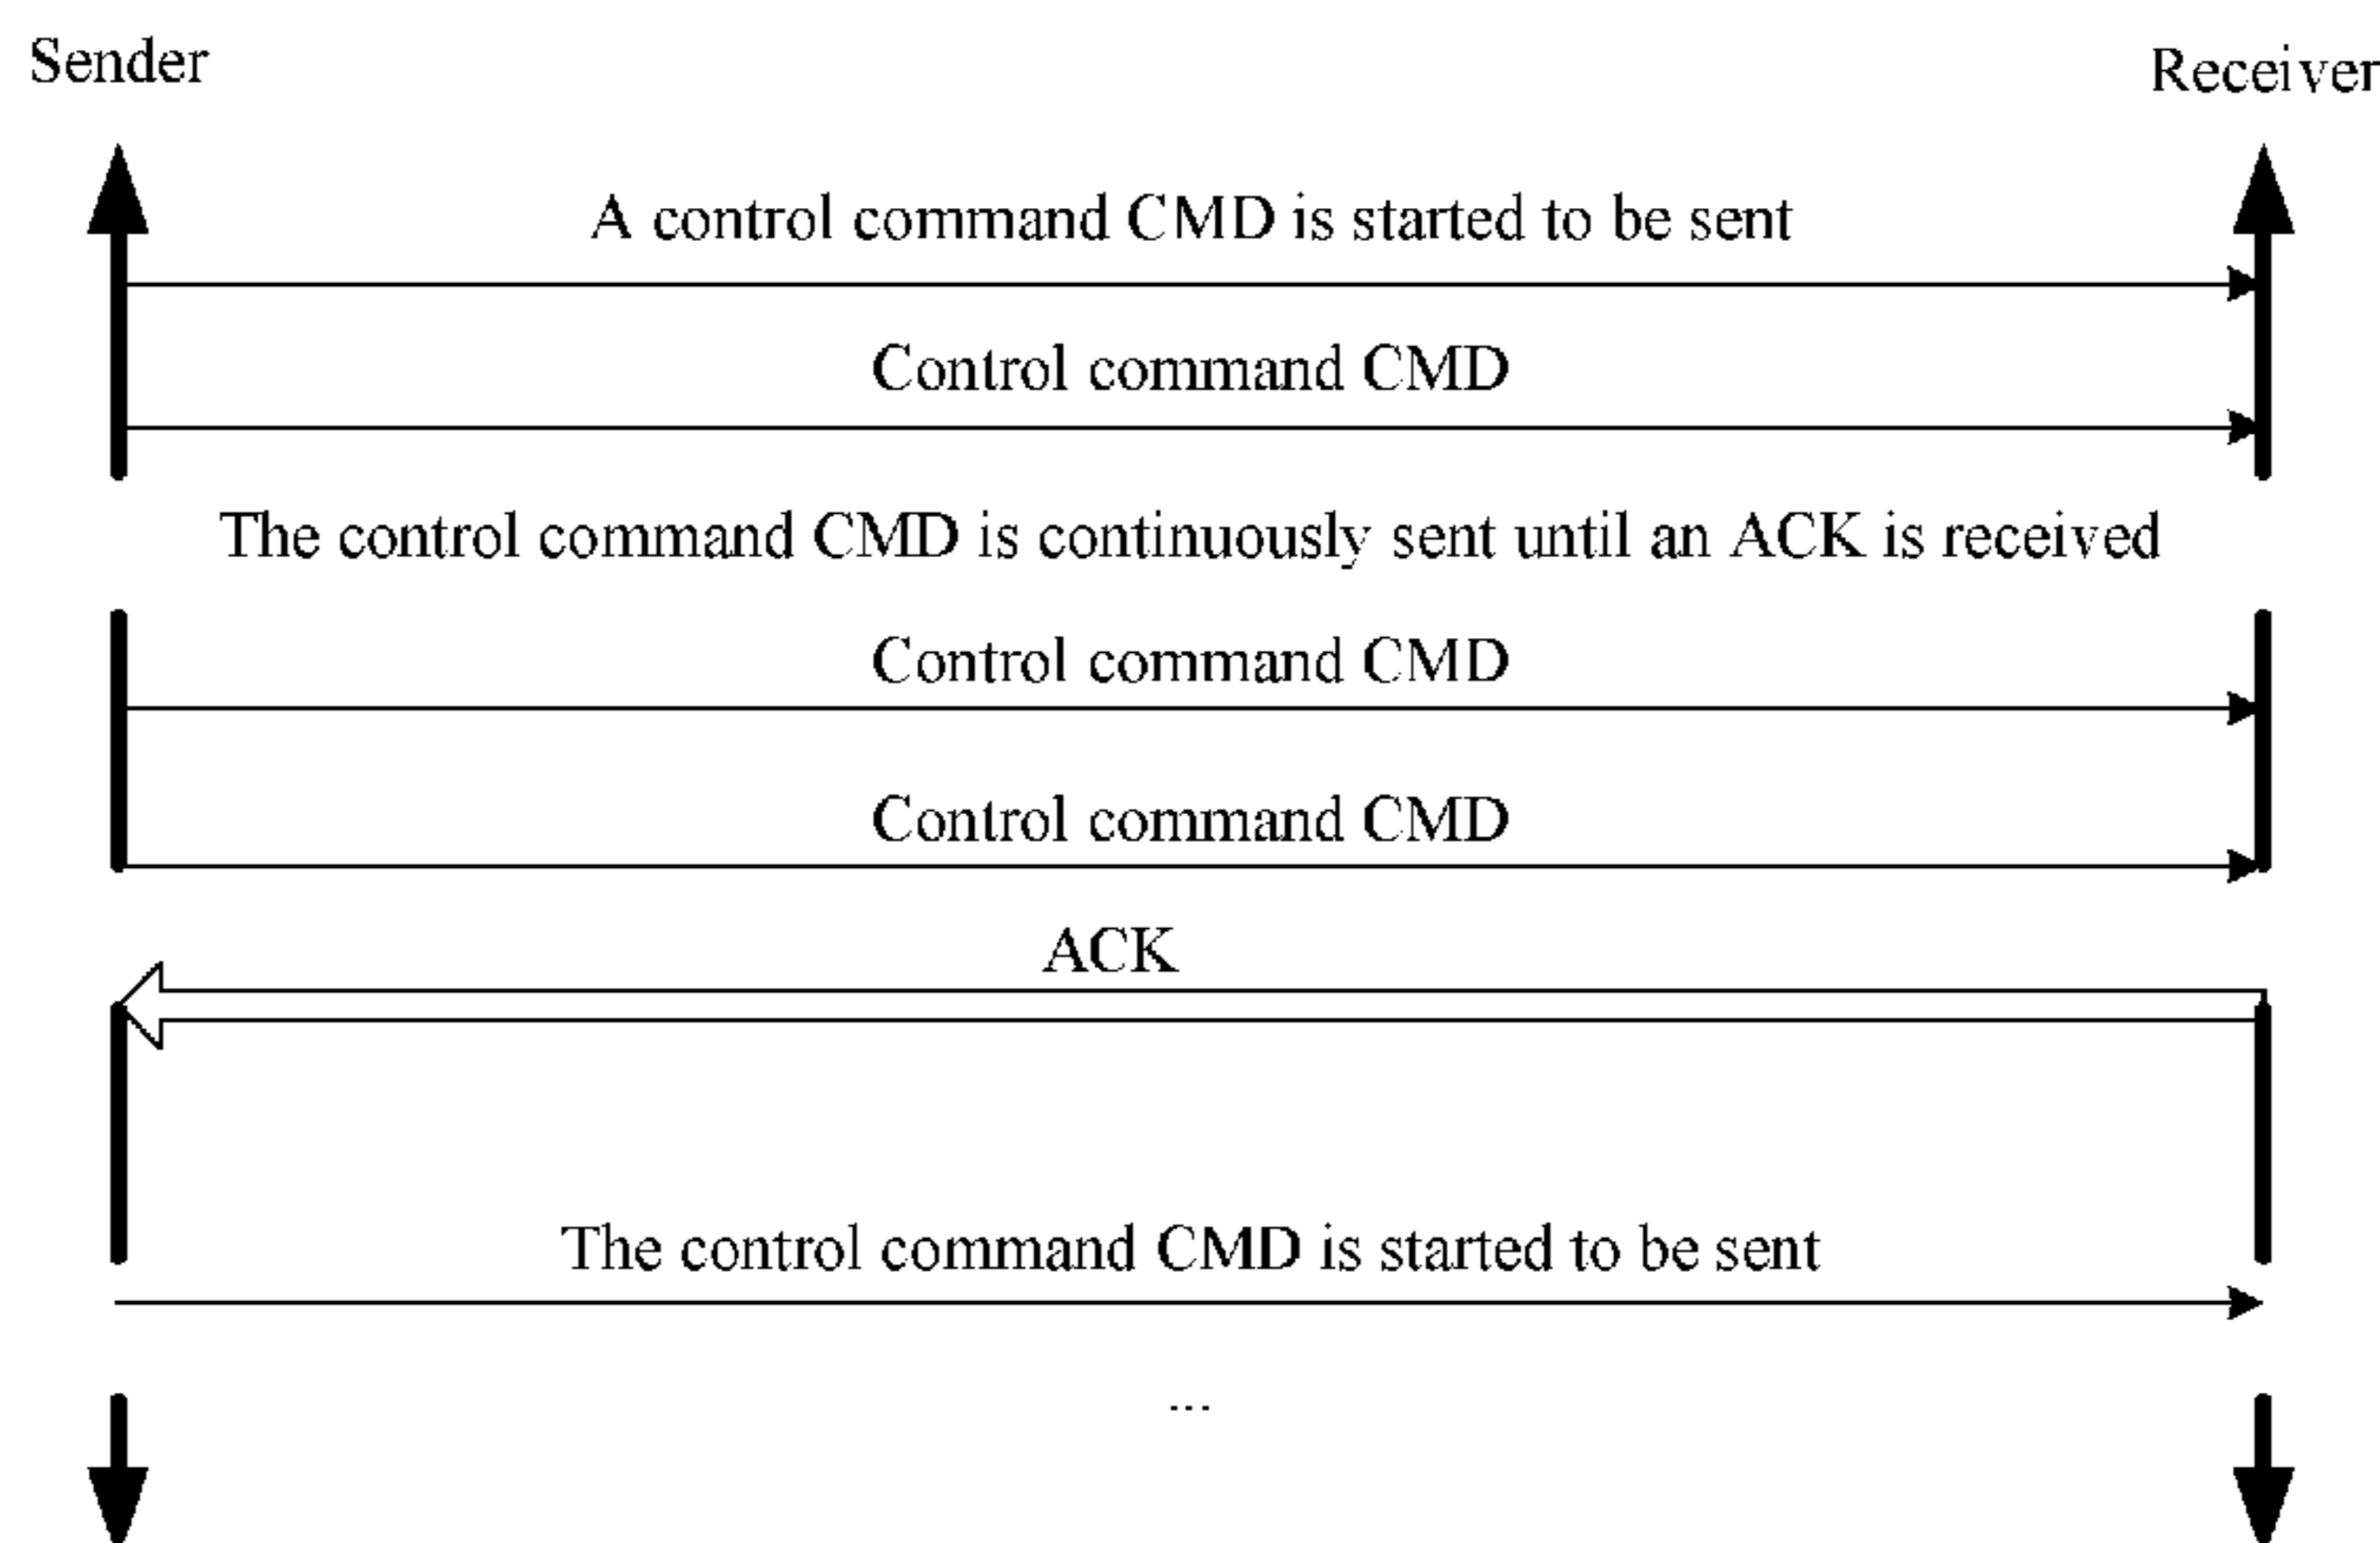 Sender
Receiver
A control command CMD is started to be sent
Control command CMD
The control command CMD is continuously sent until an ACK is received
Control command CMD
Control command CMD
ACK
The control command CMD is started to be sent
...